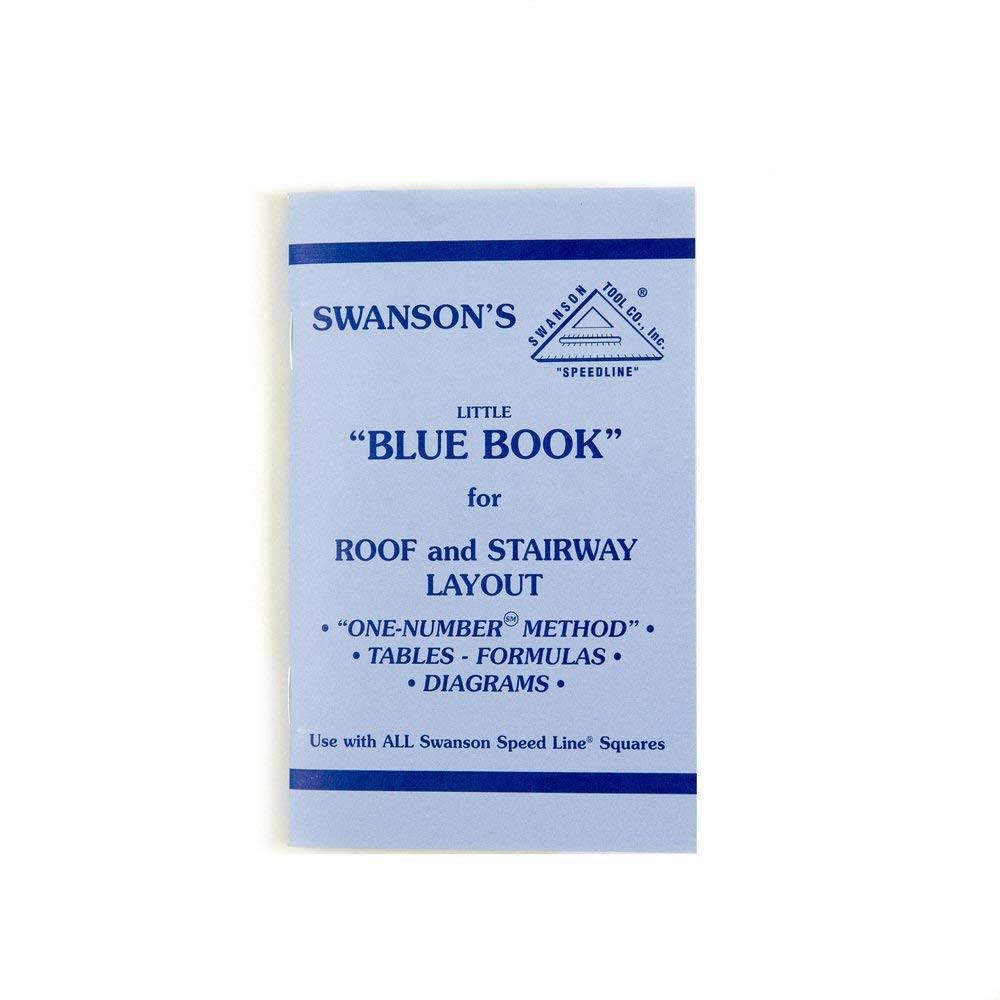 SWANSON'S
SWANSON TOOL CO., Inc. ®
"SPEEDLINE"
LITTLE
“BLUE BOOK”
for
ROOF and STAIRWAY
LAYOUT
• “ONE-NUMBER℠ METHOD” •
• TABLES - FORMULAS •
• DIAGRAMS •
Use with ALL Swanson Speed Line® Squares